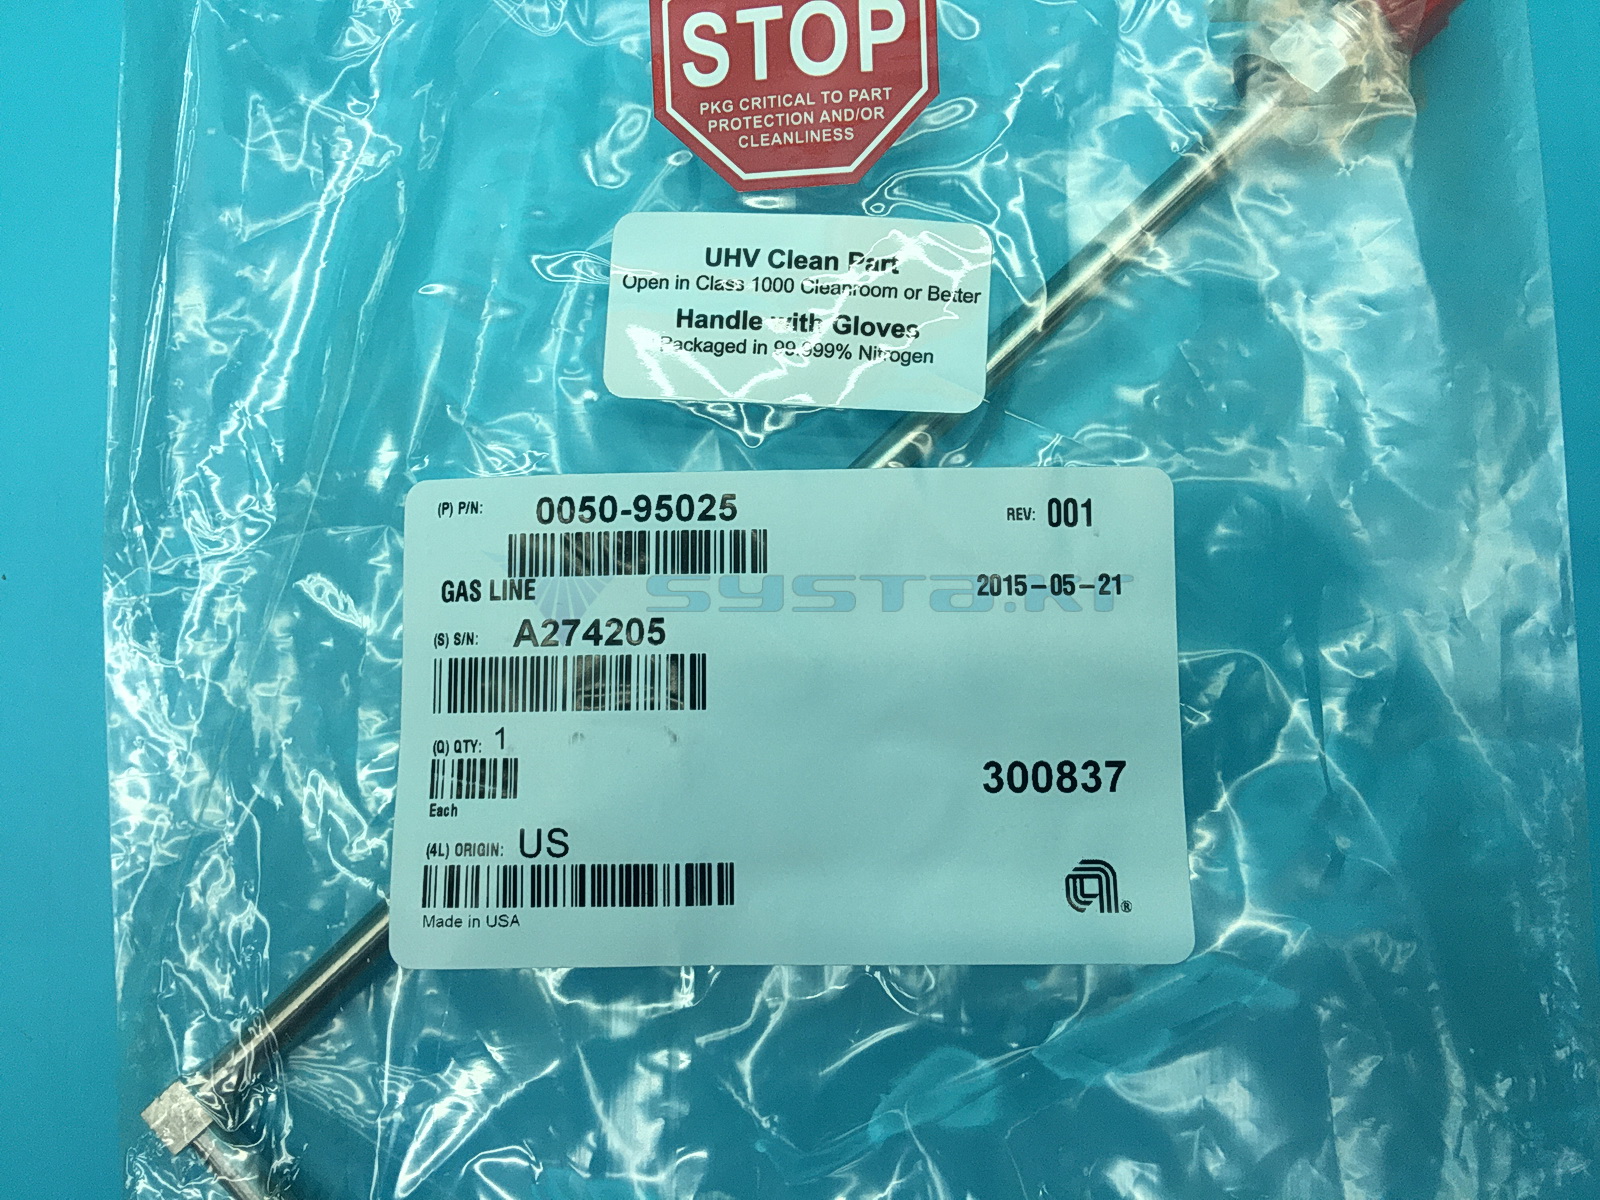 STOP
PKG CRITICAL TO PART
PROTECTION AND/OR
CLEANLINESS
UHV Clean Part
Open in Class 1000 Cleanroom or Better
Handle with Gloves
Packaged in 99.999% Nitrogen
(P) P/N: 0050-95025
REV: 001
GAS LINE
systa.kr
2015-05-21
(S) S/N: A274205
(Q) QTY: 1
Each
300837
(4L) ORIGIN: US
Made in USA
®